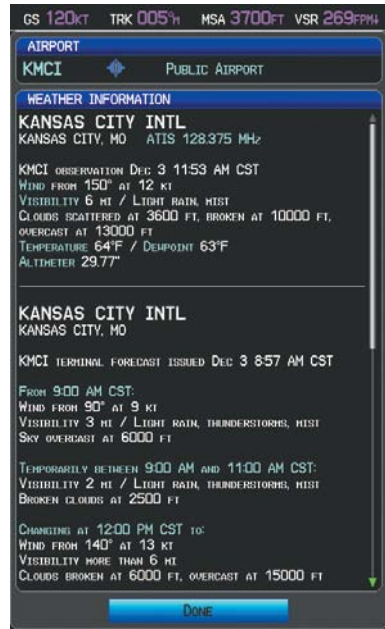 GS 120KT TRK 005°M MSA 3700FT VSR 269FPM↓
AIRPORT
KMCI PUBLIC AIRPORT
WEATHER INFORMATION
KANSAS CITY INTL
KANSAS CITY, MO ATIS 128.375 MHz
KMCI OBSERVATION DEC 3 11:53 AM CST
WIND FROM 150° AT 12 KT
VISIBILITY 6 MI / LIGHT RAIN, MIST
CLOUDS SCATTERED AT 3600 FT, BROKEN AT 10000 FT,
OVERCAST AT 13000 FT
TEMPERATURE 64°F / DEWPOINT 63°F
ALTIMETER 29.77"
KANSAS CITY INTL
KANSAS CITY, MO
KMCI TERMINAL FORECAST ISSUED DEC 3 8:57 AM CST
FROM 9:00 AM CST:
WIND FROM 90° AT 9 KT
VISIBILITY 3 MI / LIGHT RAIN, THUNDERSTORMS, MIST
SKY OVERCAST AT 6000 FT
TEMPORARILY BETWEEN 9:00 AM AND 11:00 AM CST:
VISIBILITY 2 MI / LIGHT RAIN, THUNDERSTORMS, MIST
BROKEN CLOUDS AT 2500 FT
CHANGING AT 12:00 PM CST TO:
WIND FROM 140° AT 13 KT
VISIBILITY MORE THAN 6 MI
CLOUDS BROKEN AT 6000 FT, OVERCAST AT 15000 FT
DONE